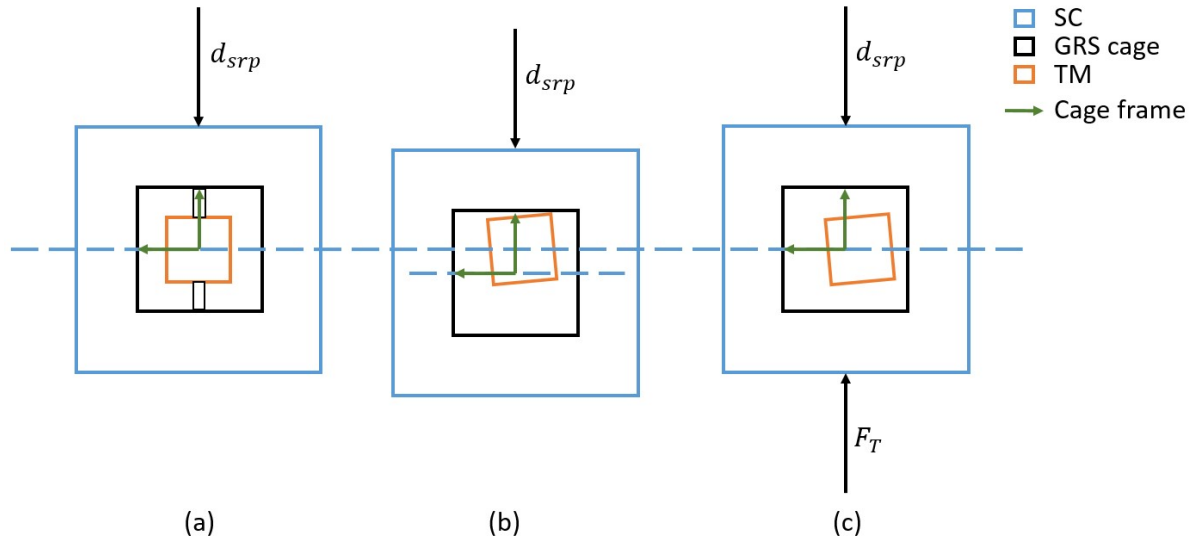 d_srp
d_srp
d_srp
SC
GRS cage
TM
Cage frame
F_T
(a)
(b)
(c)